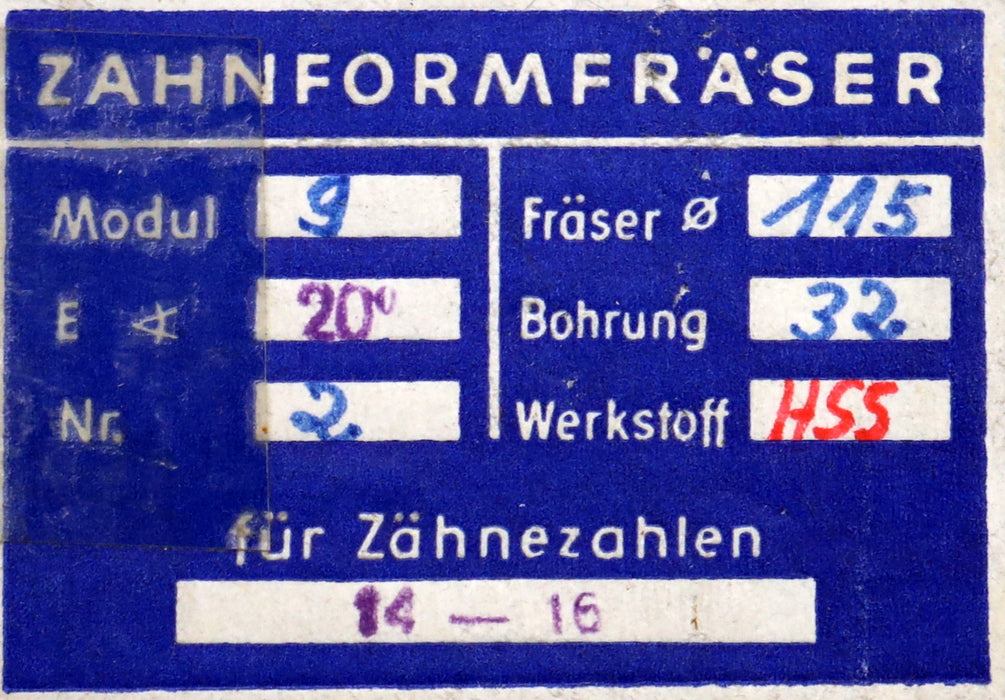 ZAHNFORMFRÄSER
Modul 9
E ∢ 20°
Nr. 2.
Fräser ø 115
Bohrung 32.
Werkstoff HSS
für Zähnezahlen
14 — 16